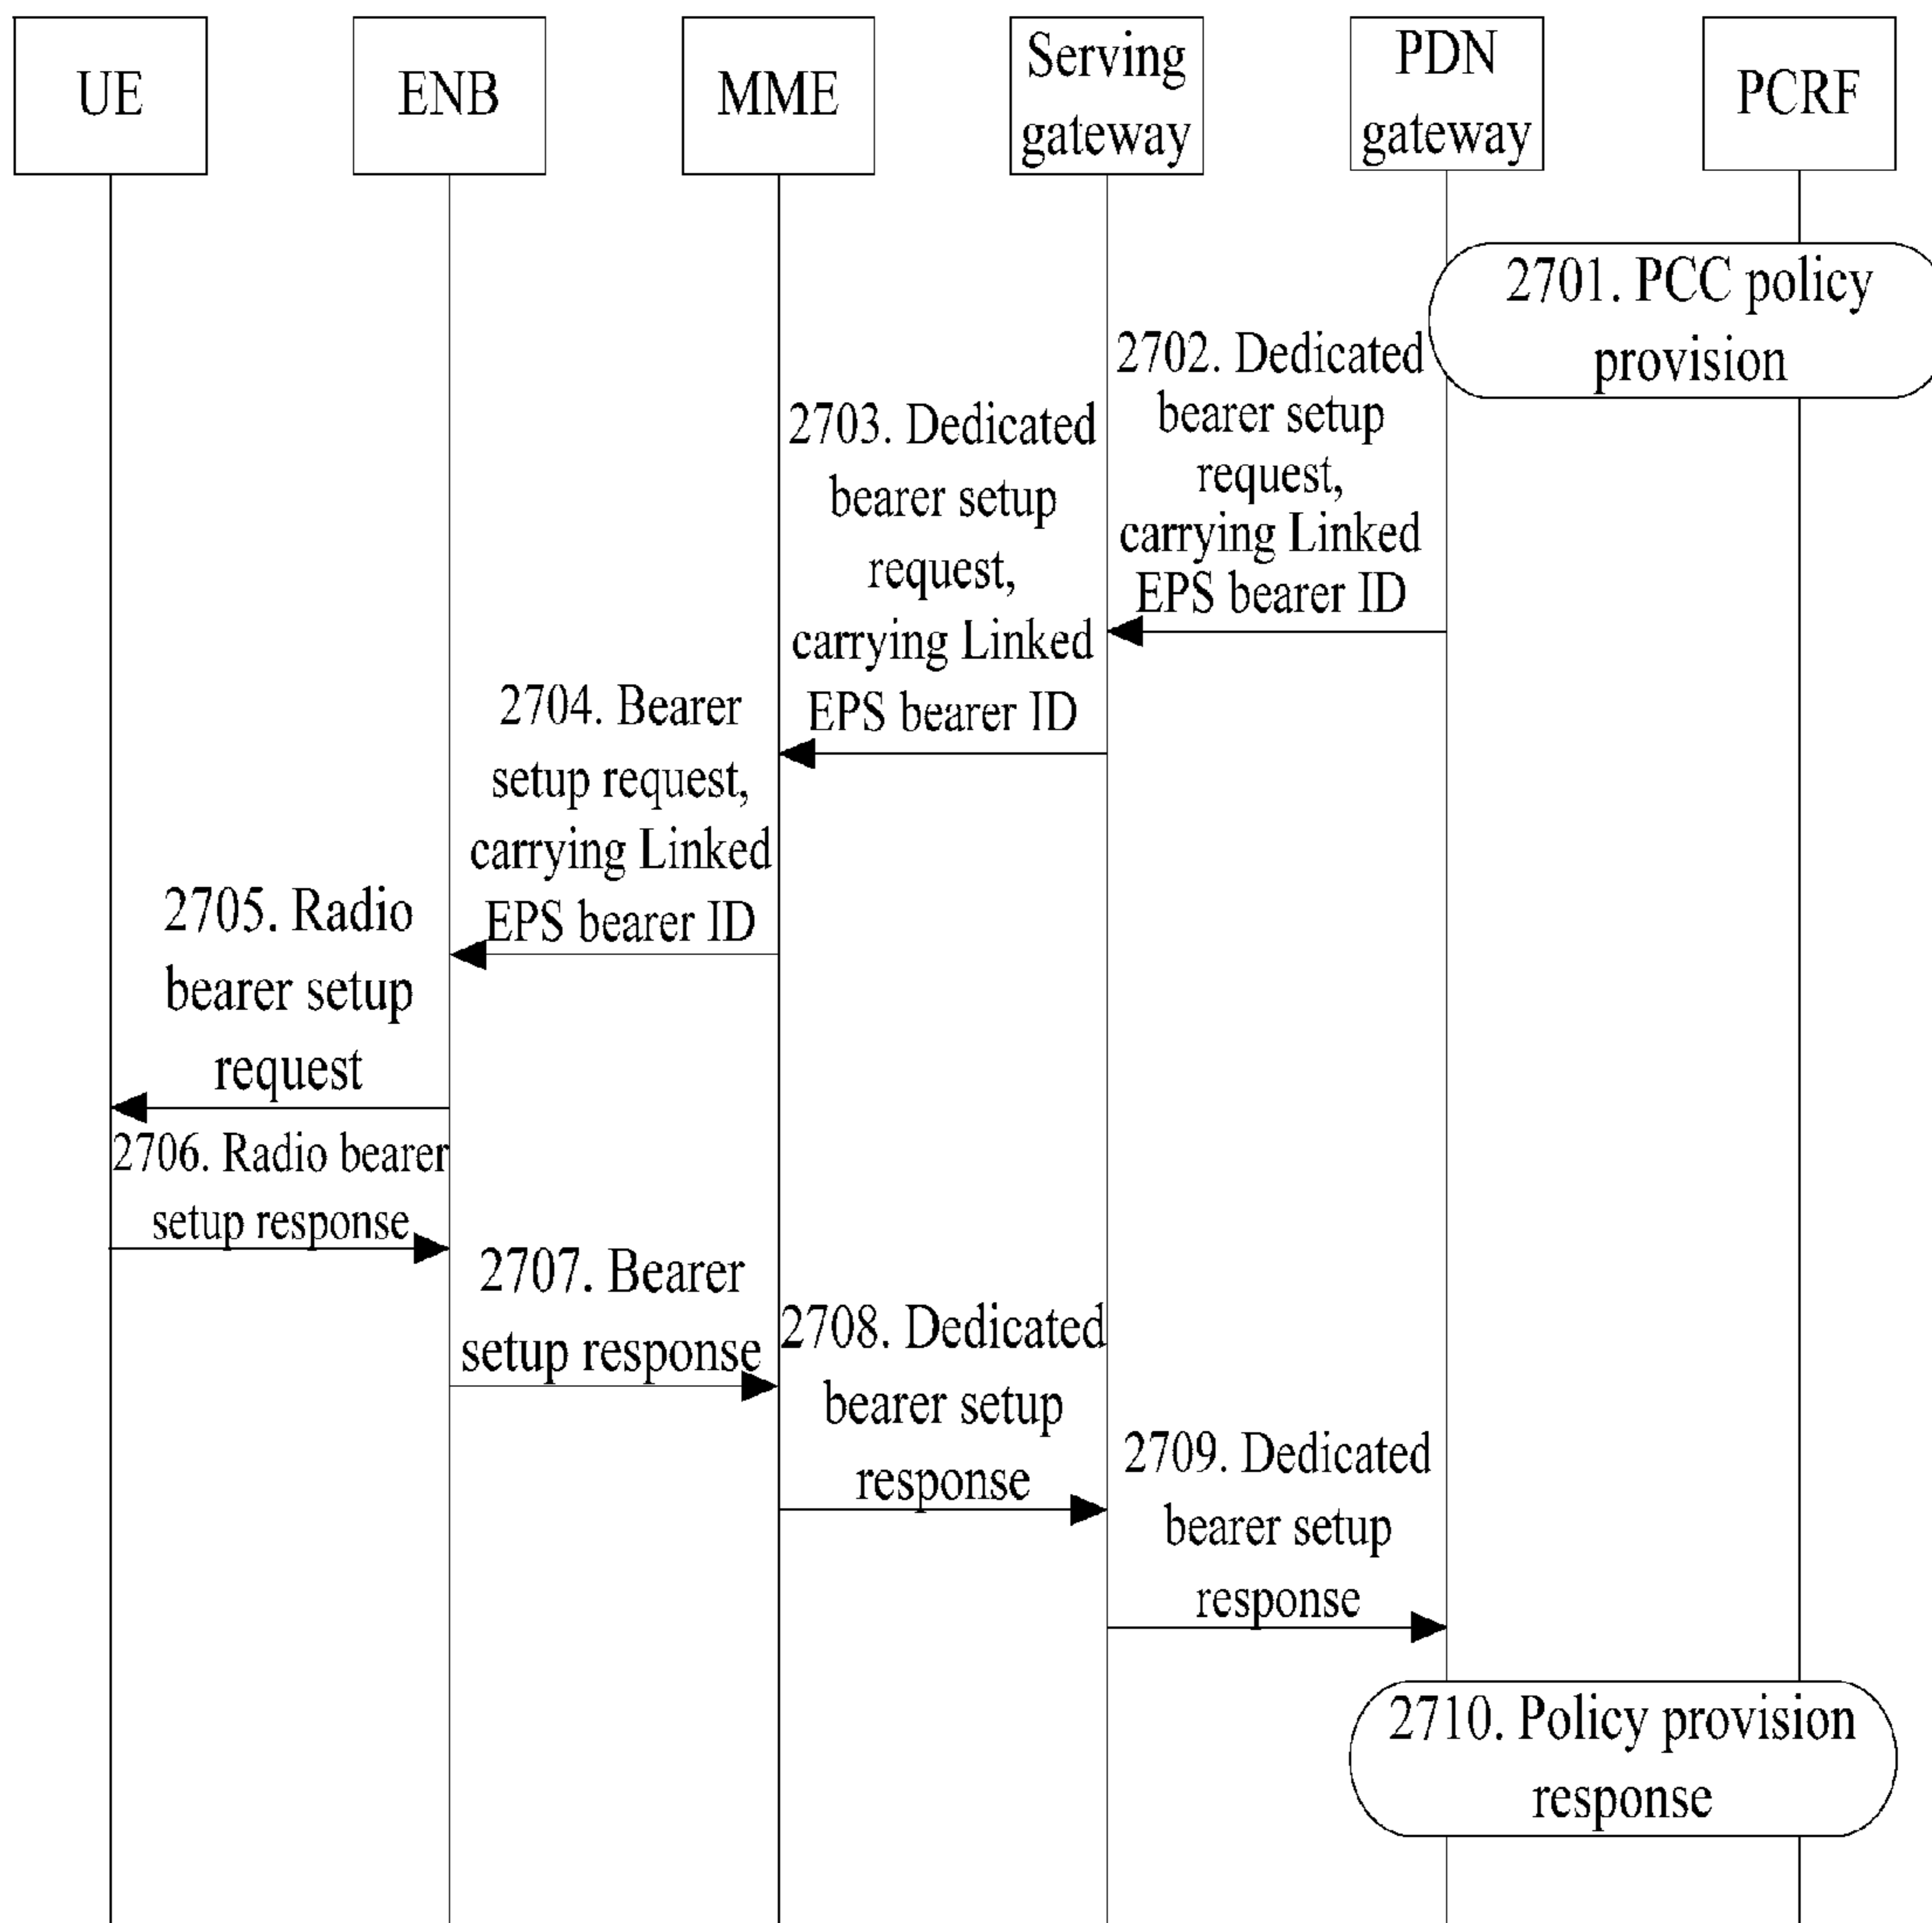 UE
ENB
MME
Serving
gateway
PDN
gateway
PCRF
2701. PCC policy
provision
2702. Dedicated
bearer setup
request,
carrying Linked
EPS bearer ID
2703. Dedicated
bearer setup
request,
carrying Linked
EPS bearer ID
2704. Bearer
setup request,
carrying Linked
EPS bearer ID
2705. Radio
bearer setup
request
2706. Radio bearer
setup response
2707. Bearer
setup response
2708. Dedicated
bearer setup
response
2709. Dedicated
bearer setup
response
2710. Policy provision
response